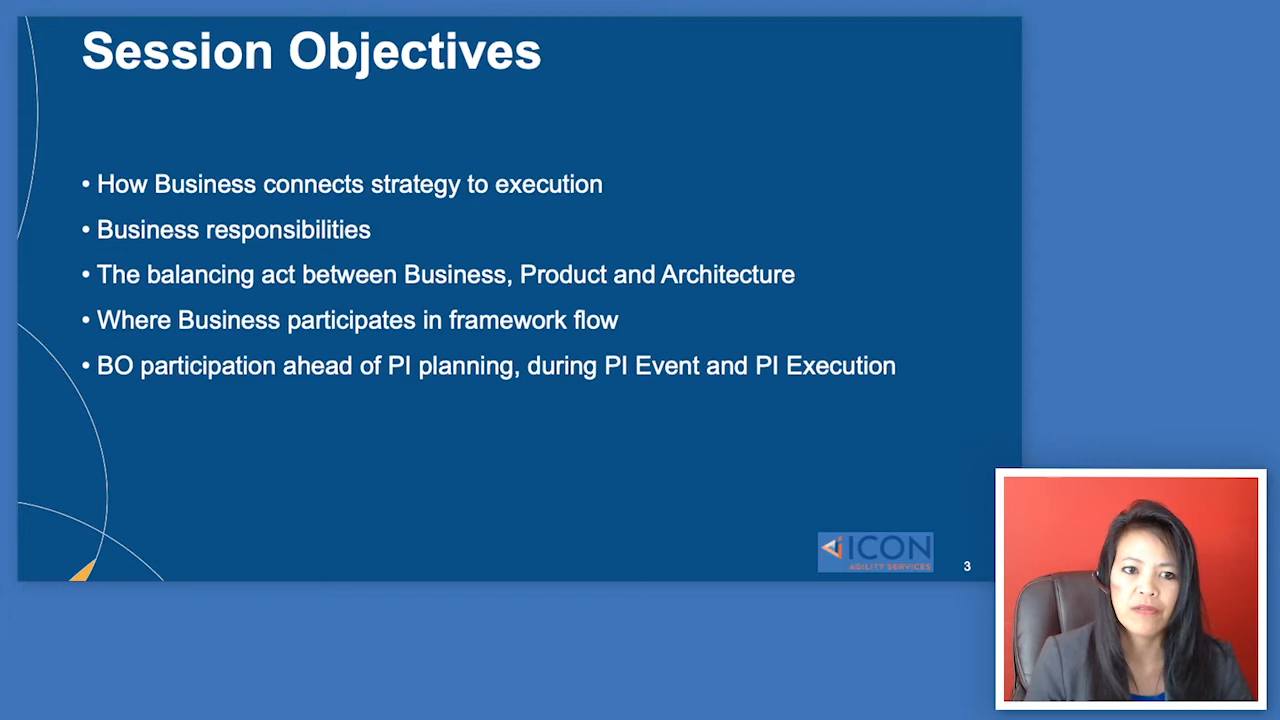 Session Objectives
• How Business connects strategy to execution
• Business responsibilities
• The balancing act between Business, Product and Architecture
• Where Business participates in framework flow
• BO participation ahead of PI planning, during PI Event and PI Execution
ICON
AGILITY SERVICES
3